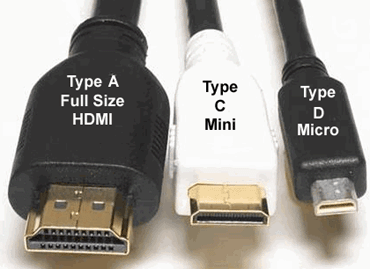 Type A
Full Size
HDMI
Type
C
Mini
Type
D
Micro